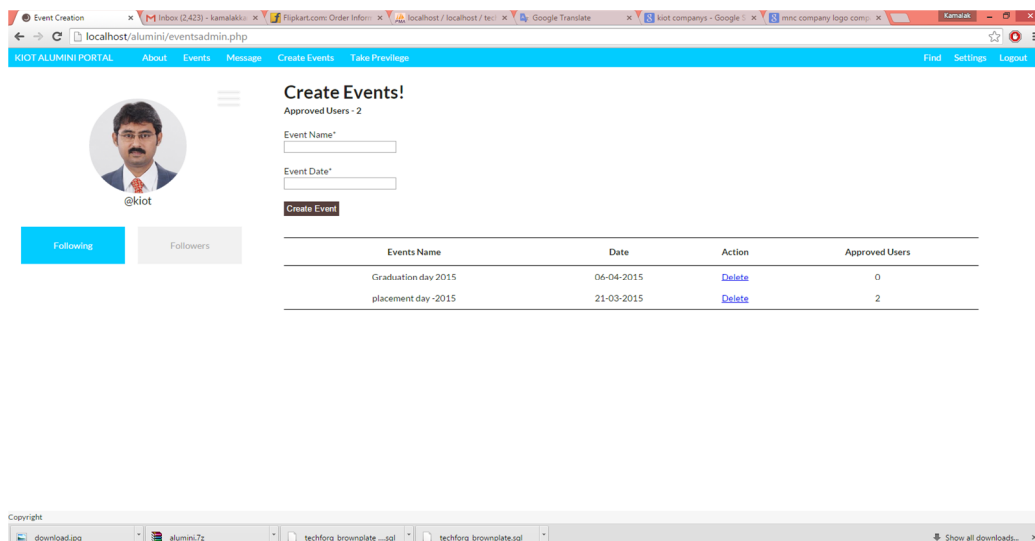 Event Creation
Inbox (2,423) - kamalakka
Flipkart.com: Order Inform
localhost / localhost / tec
Google Translate
kiot companys - Google S
mnc company logo comp
Kamalak
localhost/alumini/eventsadmin.php
KIOT ALUMINI PORTAL About Events Message Create Events Take Previlege Find Settings Logout
Create Events!
Approved Users - 2
Event Name*
Event Date*
Create Event
@kiot
Following Followers
Events Name Date Action Approved Users
Graduation day 2015 06-04-2015 Delete 0
placement day -2015 21-03-2015 Delete 2
Copyright
download.jpg alumini.7z techforg_brownplate ....sql techforg_brownplate.sql Show all downloads...